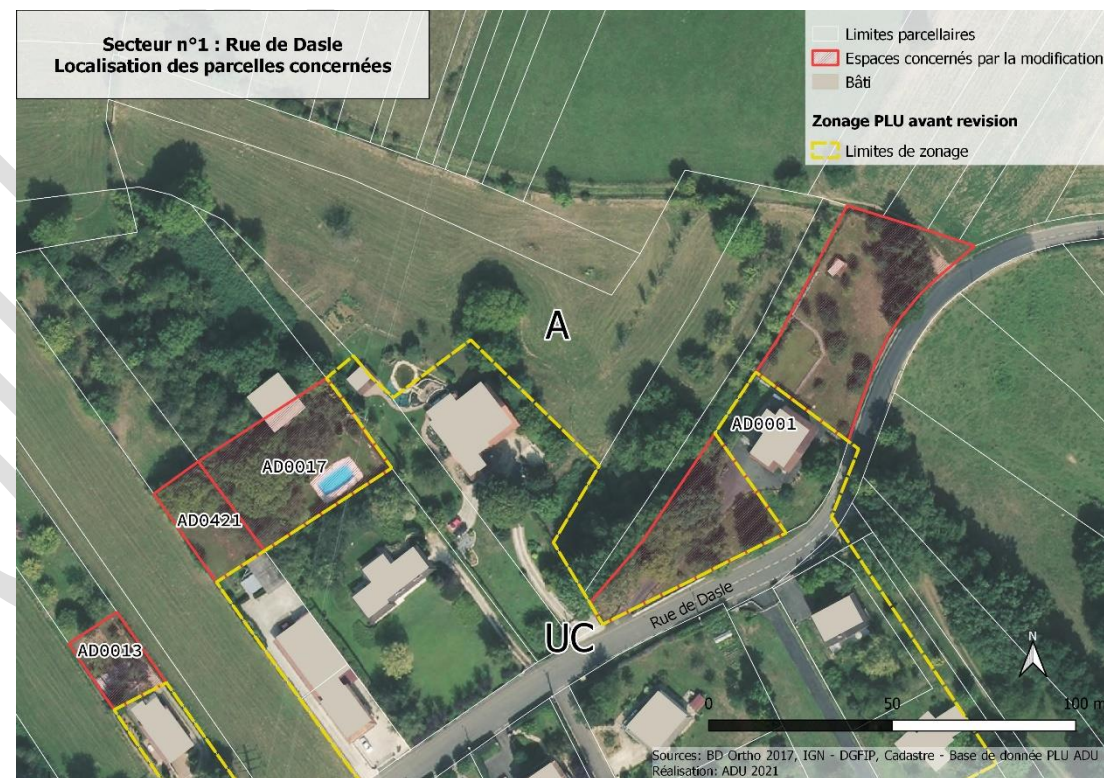 Secteur n°1 : Rue de Dasle
Localisation des parcelles concernées
Limites parcellaires
Espaces concernés par la modification
Bâti
Zonage PLU avant revision
Limites de zonage
A
AD0001
AD0017
AD0421
Rue de Dasle
UC
AD0013
N
0 50 100 m
Sources: BD Ortho 2017, IGN - DGFIP, Cadastre - Base de donnée PLU ADU
Réalisation: ADU 2021